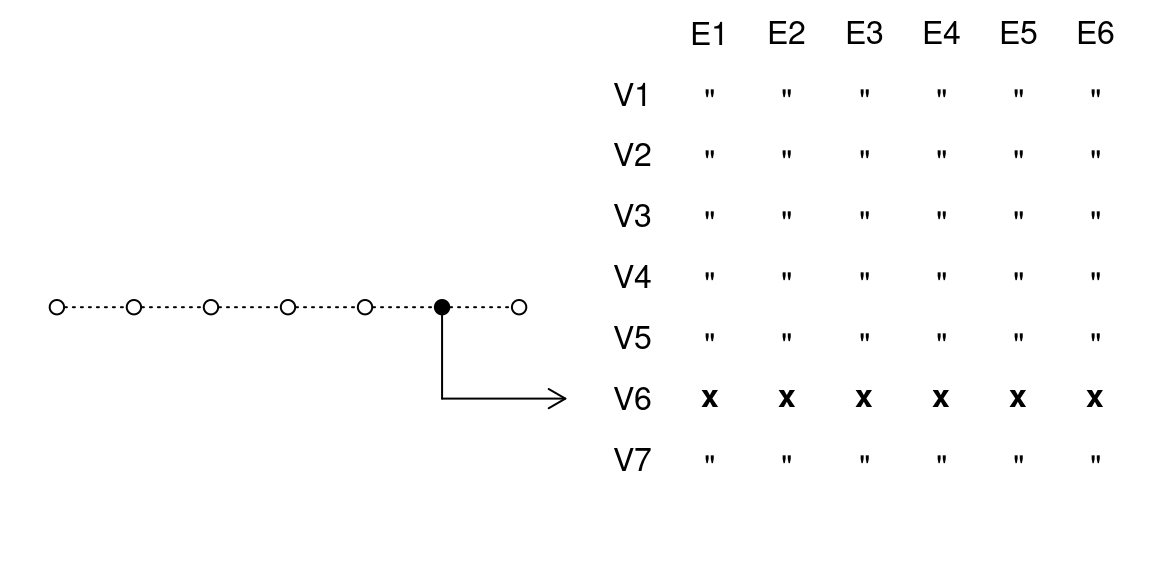 E1 E2 E3 E4 E5 E6
V1 " " " " " "
V2 " " " " " "
V3 " " " " " "
V4 " " " " " "
V5 " " " " " "
V6 x x x x x x
V7 " " " " " "